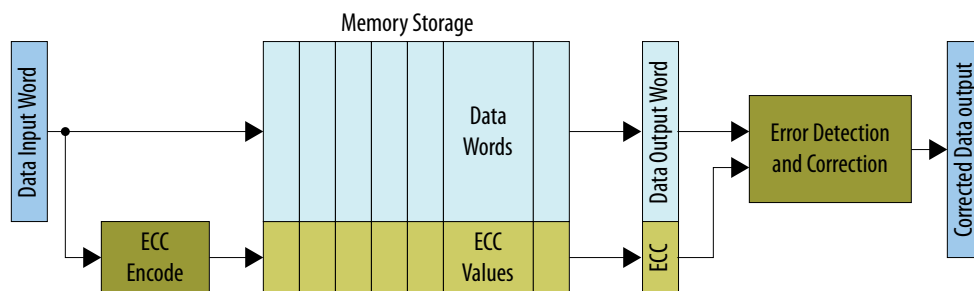 Memory Storage
Data Input Word
Data
Words
Data Output Word
Error Detection
and Correction
Corrected Data output
ECC
Encode
ECC
Values
ECC